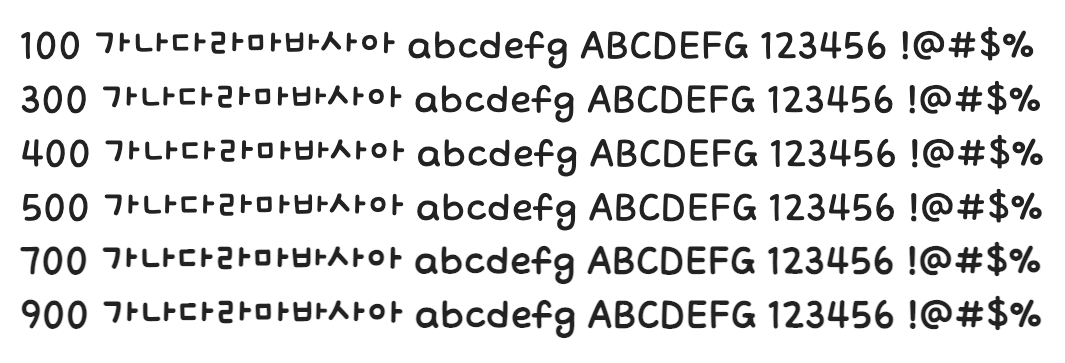 100 가나다라마바사아 abcdefg ABCDEFG 123456 !@#$%
300 가나다라마바사아 abcdefg ABCDEFG 123456 !@#$%
400 가나다라마바사아 abcdefg ABCDEFG 123456 !@#$%
500 가나다라마바사아 abcdefg ABCDEFG 123456 !@#$%
700 가나다라마바사아 abcdefg ABCDEFG 123456 !@#$%
900 가나다라마바사아 abcdefg ABCDEFG 123456 !@#$%